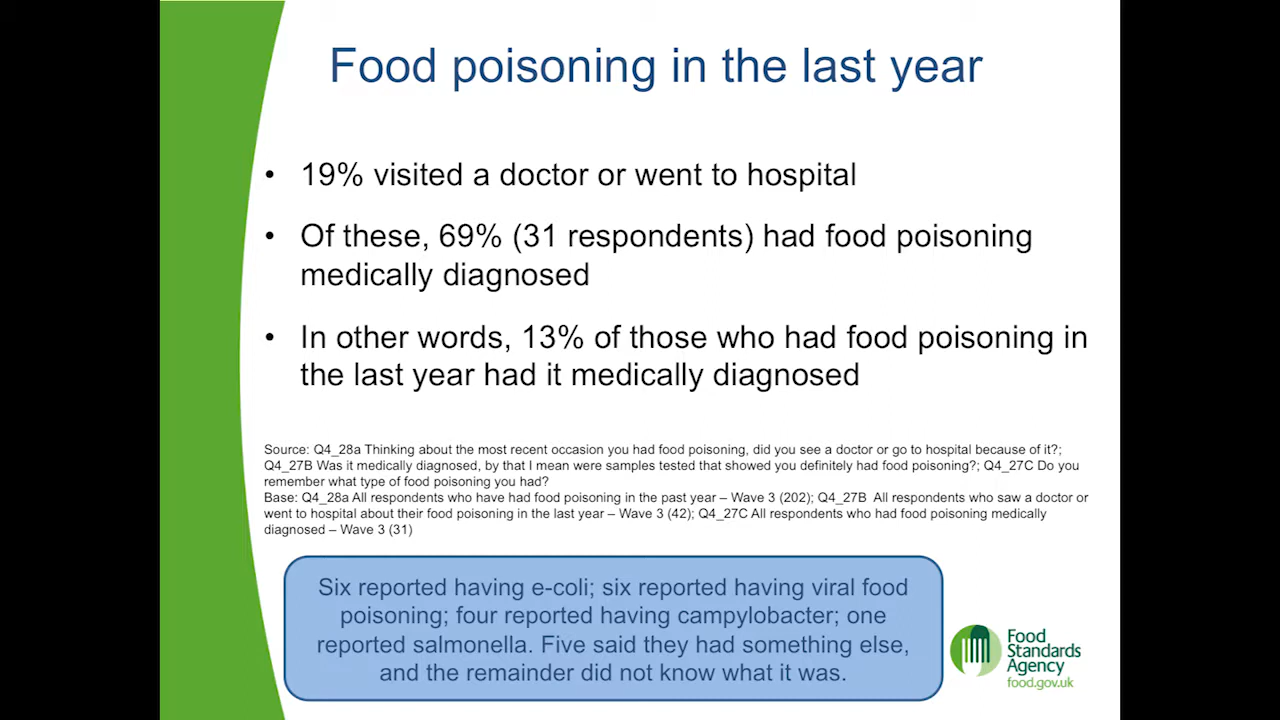 Food poisoning in the last year
• 19% visited a doctor or went to hospital
• Of these, 69% (31 respondents) had food poisoning
medically diagnosed
• In other words, 13% of those who had food poisoning in
the last year had it medically diagnosed
Source: Q4_28a Thinking about the most recent occasion you had food poisoning, did you see a doctor or go to hospital because of it?;
Q4_27B Was it medically diagnosed, by that I mean were samples tested that showed you definitely had food poisoning?; Q4_27C Do you
remember what type of food poisoning you had?
Base: Q4_28a All respondents who have had food poisoning in the past year – Wave 3 (202); Q4_27B All respondents who saw a doctor or
went to hospital about their food poisoning in the last year – Wave 3 (42); Q4_27C All respondents who had food poisoning medically
diagnosed – Wave 3 (31)
Six reported having e-coli; six reported having viral food
poisoning; four reported having campylobacter; one
reported salmonella. Five said they had something else,
and the remainder did not know what it was.
Food
Standards
Agency
food.gov.uk